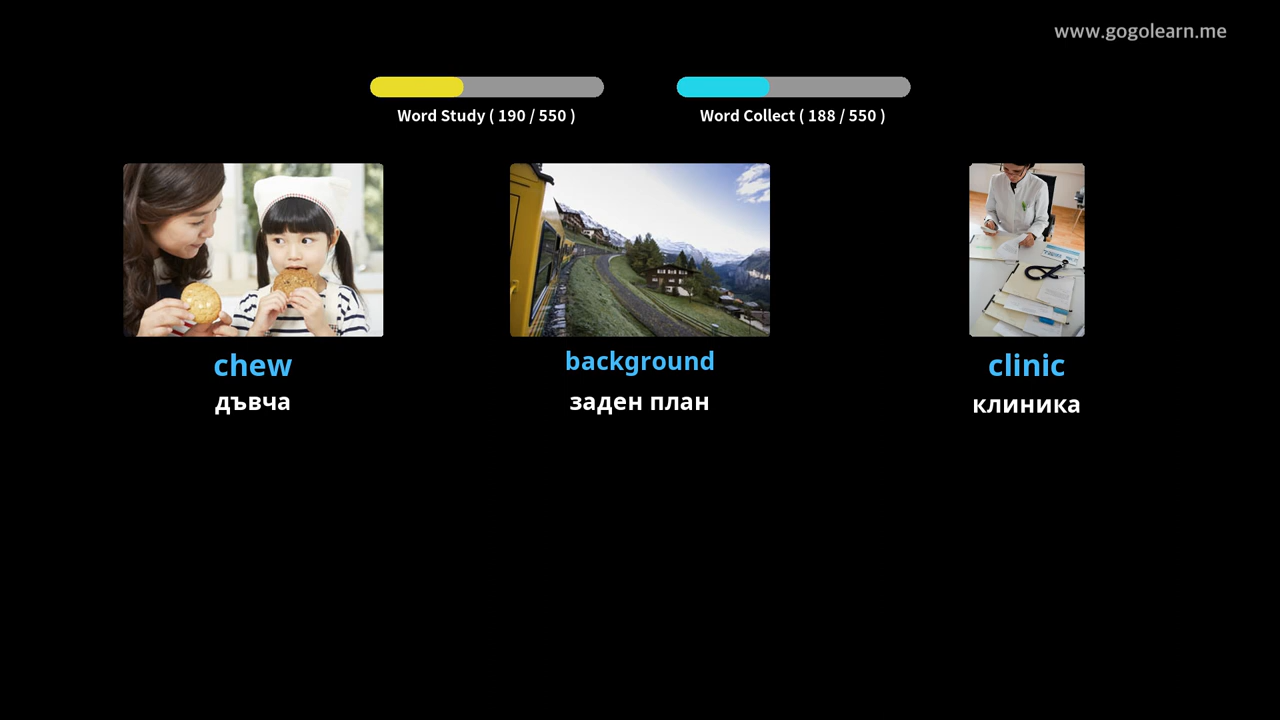 www.gogolearn.me
Word Study ( 190 / 550 )
Word Collect ( 188 / 550 )
chew
дъвча
background
заден план
clinic
клиника